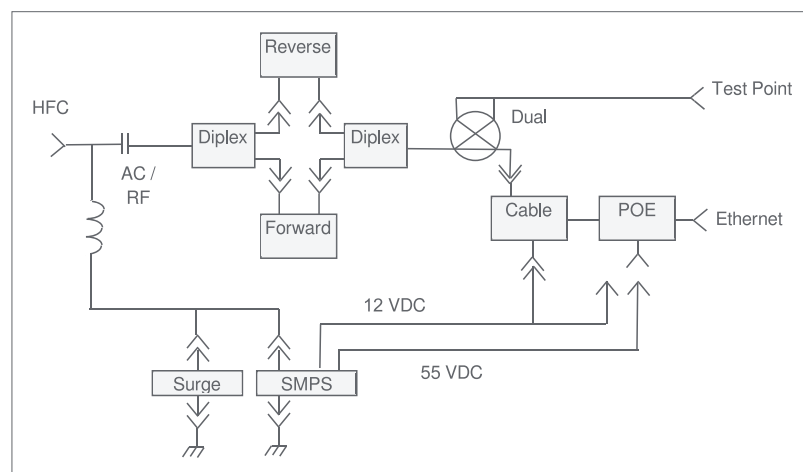 Reverse
HFC
Diplex
Diplex
Dual
Test Point
AC /
RF
Forward
Cable
POE
Ethernet
12 VDC
55 VDC
Surge
SMPS